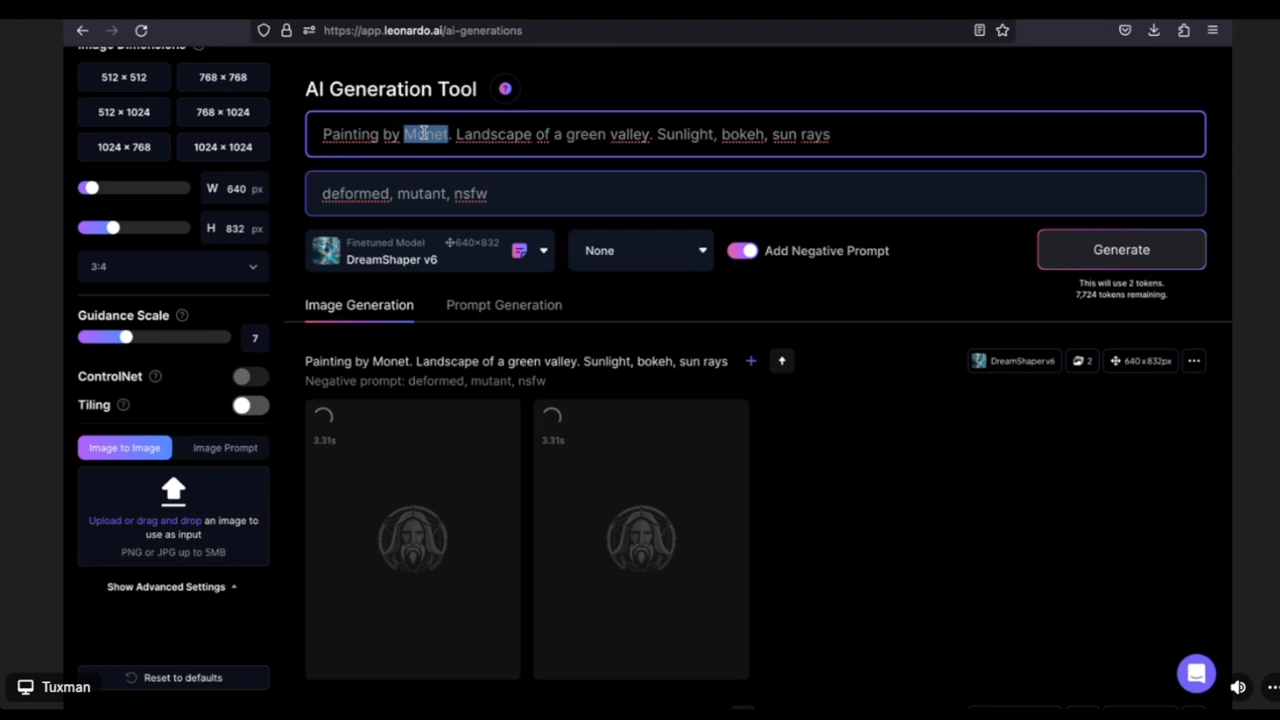 https://app.leonardo.ai/ai-generations
Image Dimensions
512 × 512
768 × 768
512 × 1024
768 × 1024
1024 × 768
1024 × 1024
W 640 px
H 832 px
3:4
Guidance Scale
7
ControlNet
Tiling
Image to Image
Image Prompt
Upload or drag and drop an image to
use as input
PNG or JPG up to 5MB
Show Advanced Settings
Reset to defaults
AI Generation Tool
Painting by Monet. Landscape of a green valley. Sunlight, bokeh, sun rays
deformed, mutant, nsfw
Finetuned Model
640×832
DreamShaper v6
None
Add Negative Prompt
Generate
This will use 2 tokens.
7,724 tokens remaining.
Image Generation
Prompt Generation
Painting by Monet. Landscape of a green valley. Sunlight, bokeh, sun rays
Negative prompt: deformed, mutant, nsfw
DreamShaper v6
2
640 x 832px
3.31s
3.31s
Tuxman